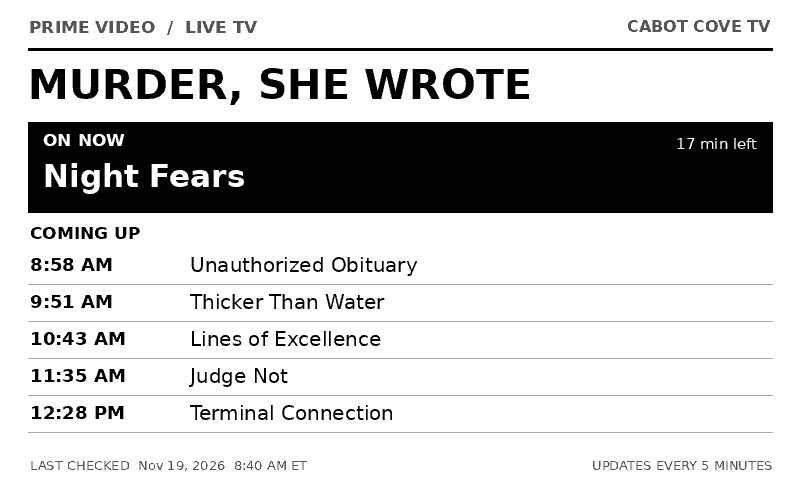 PRIME VIDEO / LIVE TV
CABOT COVE TV
MURDER, SHE WROTE
ON NOW
17 min left
Night Fears
COMING UP
8:58 AM Unauthorized Obituary
9:51 AM Thicker Than Water
10:43 AM Lines of Excellence
11:35 AM Judge Not
12:28 PM Terminal Connection
LAST CHECKED Nov 19, 2026 8:40 AM ET
UPDATES EVERY 5 MINUTES